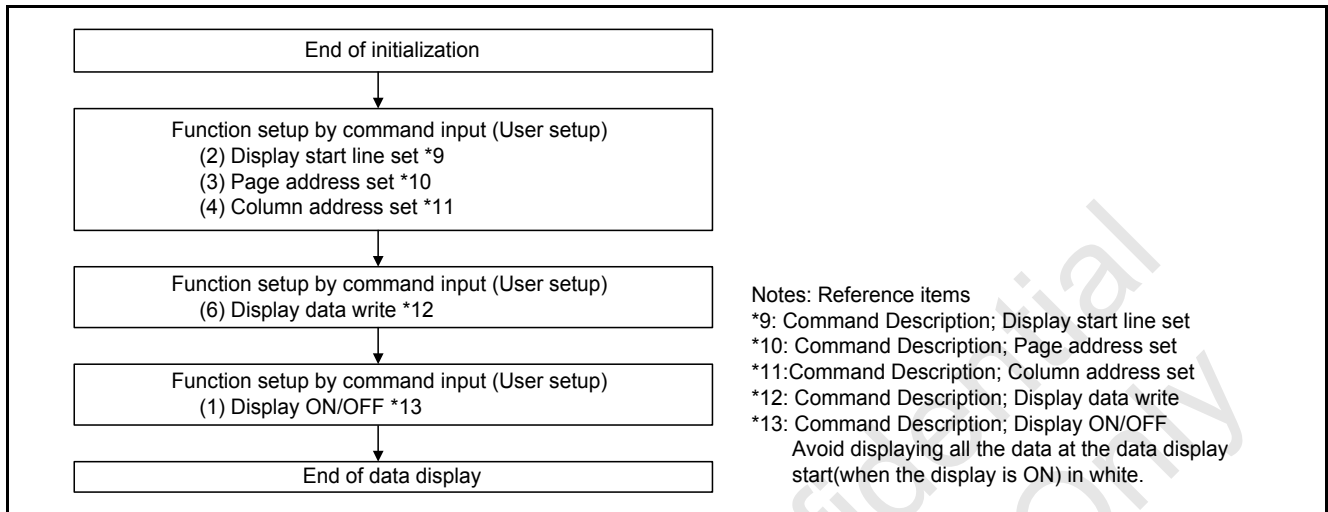 End of initialization
Function setup by command input (User setup)
(2) Display start line set *9
(3) Page address set *10
(4) Column address set *11
Function setup by command input (User setup)
(6) Display data write *12
Function setup by command input (User setup)
(1) Display ON/OFF *13
End of data display
Notes: Reference items
*9: Command Description; Display start line set
*10: Command Description; Page address set
*11:Command Description; Column address set
*12: Command Description; Display data write
*13: Command Description; Display ON/OFF
Avoid displaying all the data at the data display
start(when the display is ON) in white.